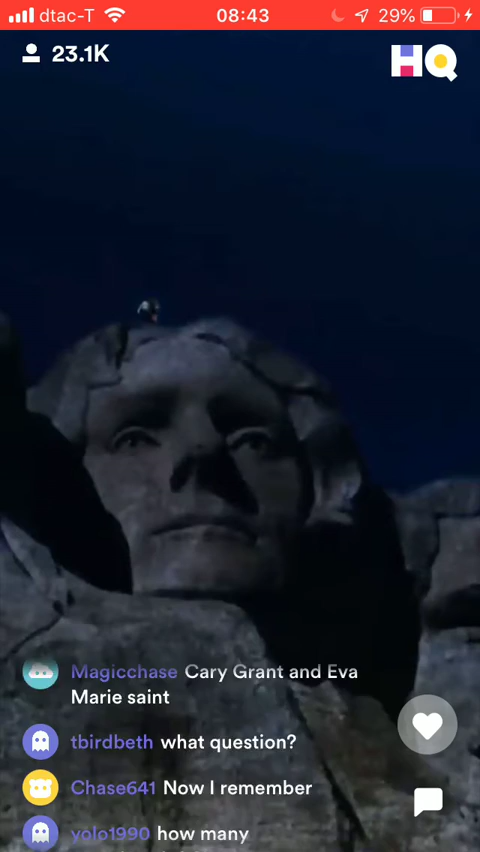 dtac-T 08:43 29%
23.1K
HQ
Magicchase Cary Grant and Eva
Marie saint
tbirdbeth what question?
Chase641 Now I remember
yolo1990 how many